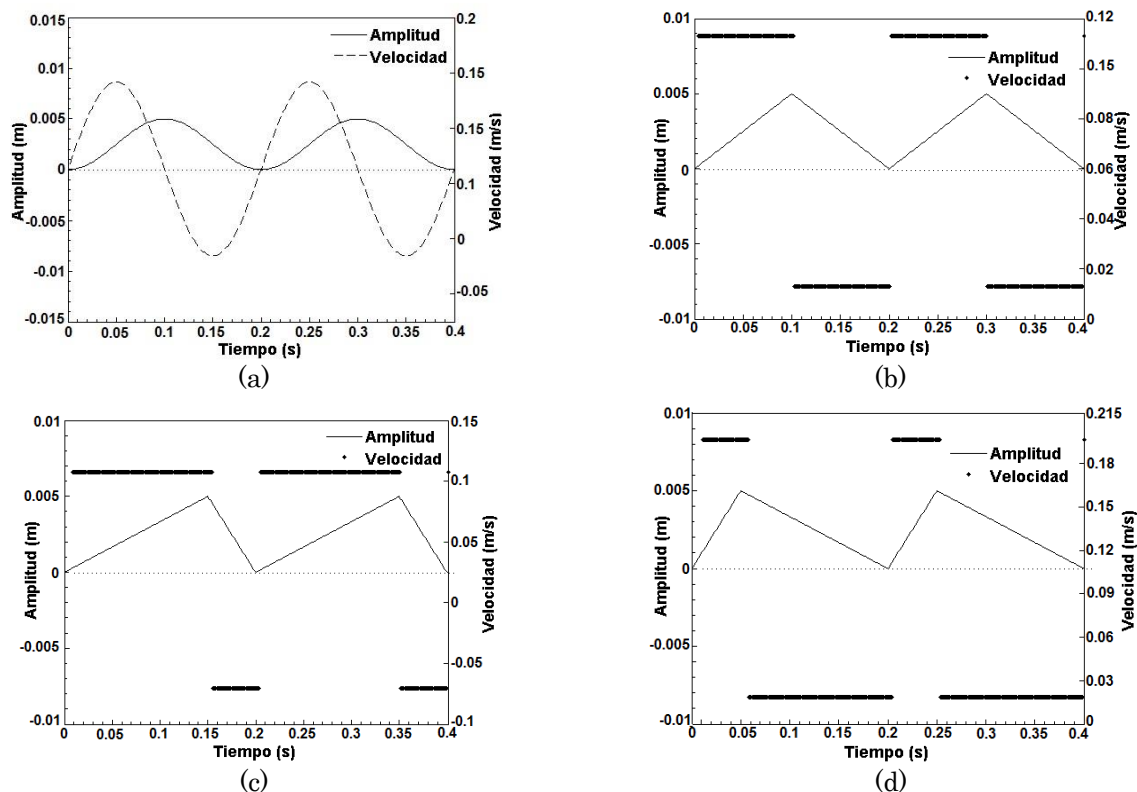 0.015
0.01
0.005
0
-0.005
-0.01
-0.015
Amplitud (m)
Amplitud
Velocidad
0.2
0.15
0.15
0.1
0
-0.05
Velocidad (m/s)
0 0.05 0.1 0.15 0.2 0.25 0.3 0.35 0.4
Tiempo (s)
(a)
0.01
0.005
0
-0.005
-0.01
Amplitud (m)
Amplitud
Velocidad
0.12
0.15
0.08
0.06
0.04
0.02
0
Velocidad (m/s)
0 0.05 0.1 0.15 0.2 0.25 0.3 0.35 0.4
Tiempo (s)
(b)
0.01
0.005
0
-0.005
-0.01
Amplitud (m)
Amplitud
Velocidad
0.15
0.1
0.05
0
-0.05
-0.1
Velocidad (m/s)
0 0.05 0.1 0.15 0.2 0.25 0.3 0.35 0.4
Tiempo (s)
(c)
0.01
0.005
0
-0.005
-0.01
Amplitud (m)
Amplitud
Velocidad
0.215
0.18
0.15
0.12
0.09
0.06
0.03
0
Velocidad (m/s)
0 0.05 0.1 0.15 0.2 0.25 0.3 0.35 0.4
Tiempo (s)
(d)